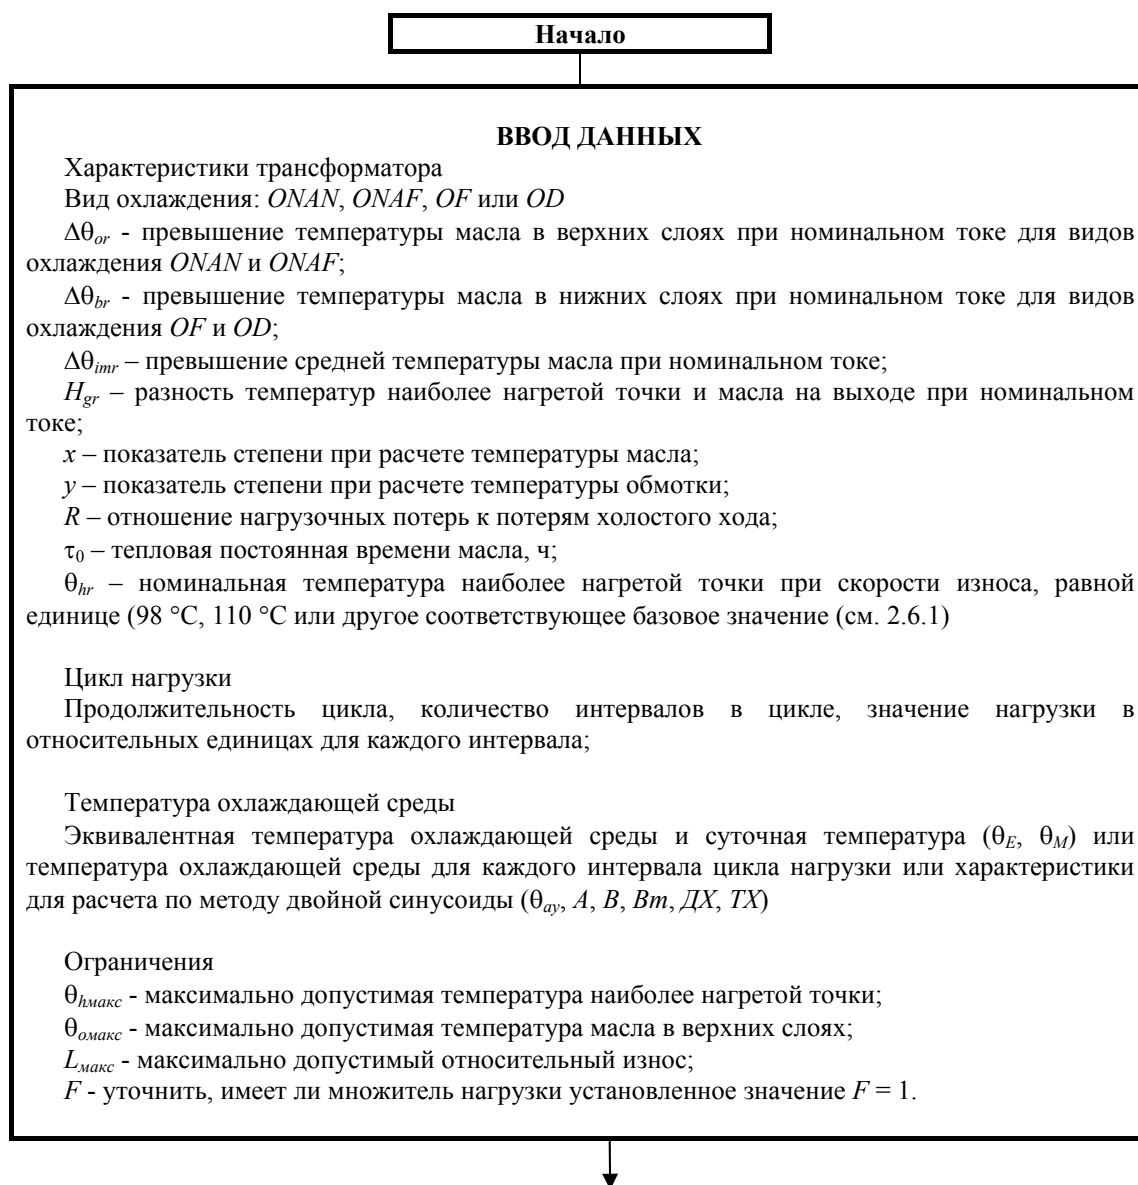 Начало
ВВОД ДАННЫХ
Характеристики трансформатора
Вид охлаждения: ONAN, ONAF, OF или OD
Δθor - превышение температуры масла в верхних слоях при номинальном токе для видов
охлаждения ONAN и ONAF;
Δθbr - превышение температуры масла в нижних слоях при номинальном токе для видов
охлаждения OF и OD;
Δθimr – превышение средней температуры масла при номинальном токе;
Hgr – разность температур наиболее нагретой точки и масла на выходе при номинальном
токе;
x – показатель степени при расчете температуры масла;
y – показатель степени при расчете температуры обмотки;
R – отношение нагрузочных потерь к потерям холостого хода;
τ0 – тепловая постоянная времени масла, ч;
θhr – номинальная температура наиболее нагретой точки при скорости износа, равной
единице (98 °С, 110 °С или другое соответствующее базовое значение (см. 2.6.1)
Цикл нагрузки
Продолжительность цикла, количество интервалов в цикле, значение нагрузки в
относительных единицах для каждого интервала;
Температура охлаждающей среды
Эквивалентная температура охлаждающей среды и суточная температура (θE, θM) или
температура охлаждающей среды для каждого интервала цикла нагрузки или характеристики
для расчета по методу двойной синусоиды (θay, A, B, Bm, ДХ, ТХ)
Ограничения
θhмакс - максимально допустимая температура наиболее нагретой точки;
θoмакс - максимально допустимая температура масла в верхних слоях;
Lмакс - максимально допустимый относительный износ;
F - уточнить, имеет ли множитель нагрузки установленное значение F = 1.